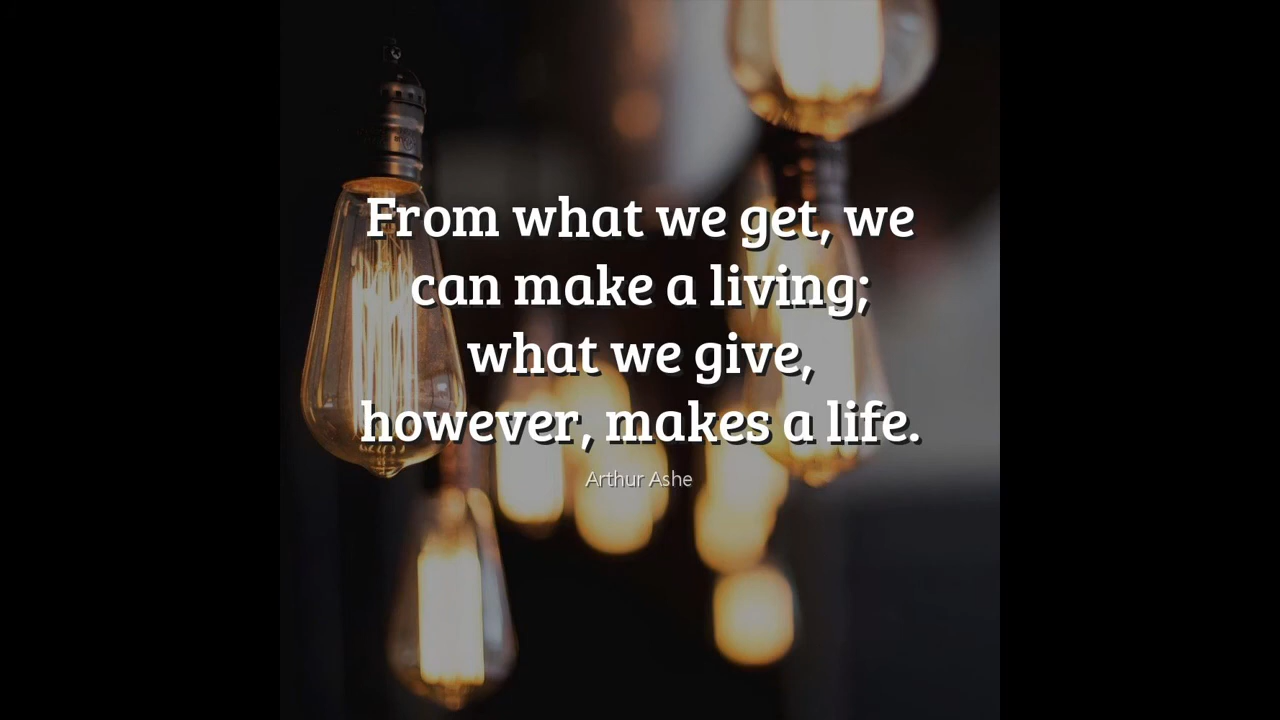 From what we get, we
can make a living;
what we give,
however, makes a life.
Arthur Ashe